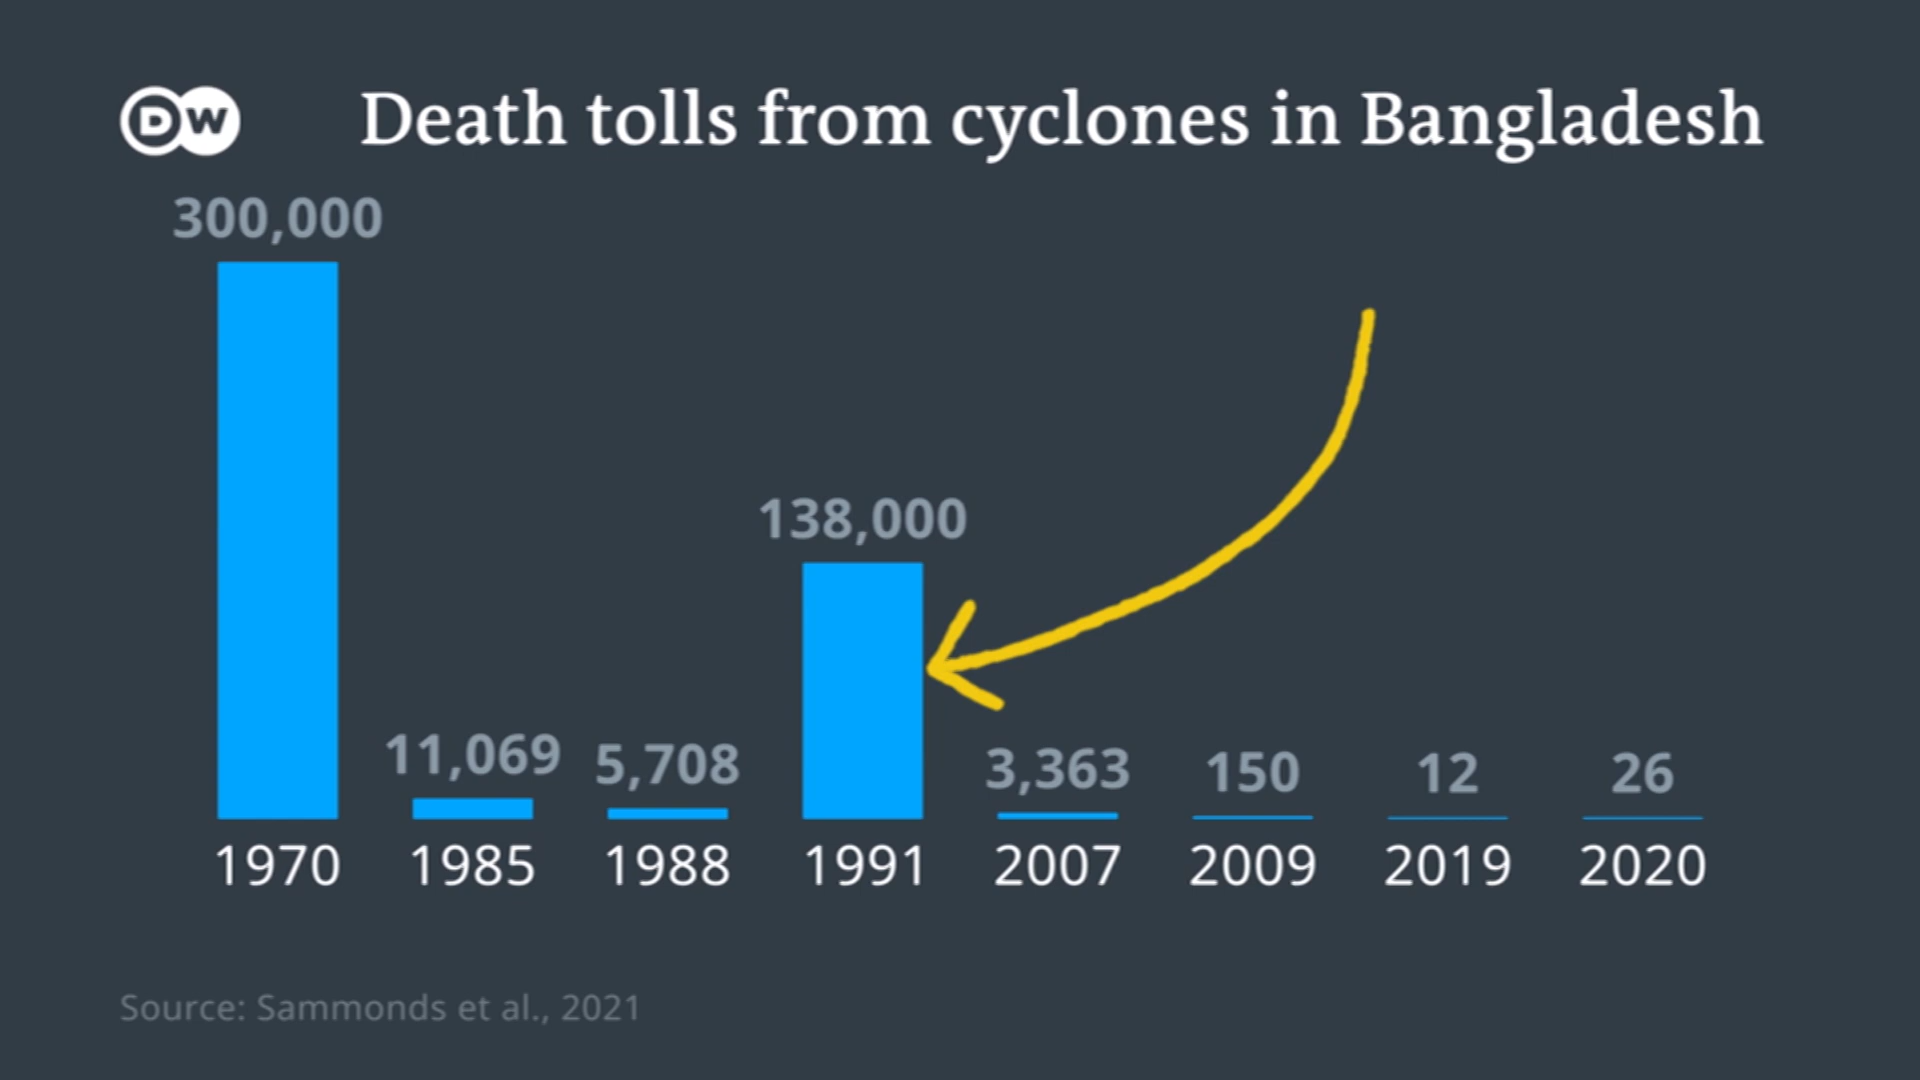 DW
Death tolls from cyclones in Bangladesh
300,000
138,000
11,069 5,708 3,363 150 12 26
1970 1985 1988 1991 2007 2009 2019 2020
Source: Sammonds et al., 2021